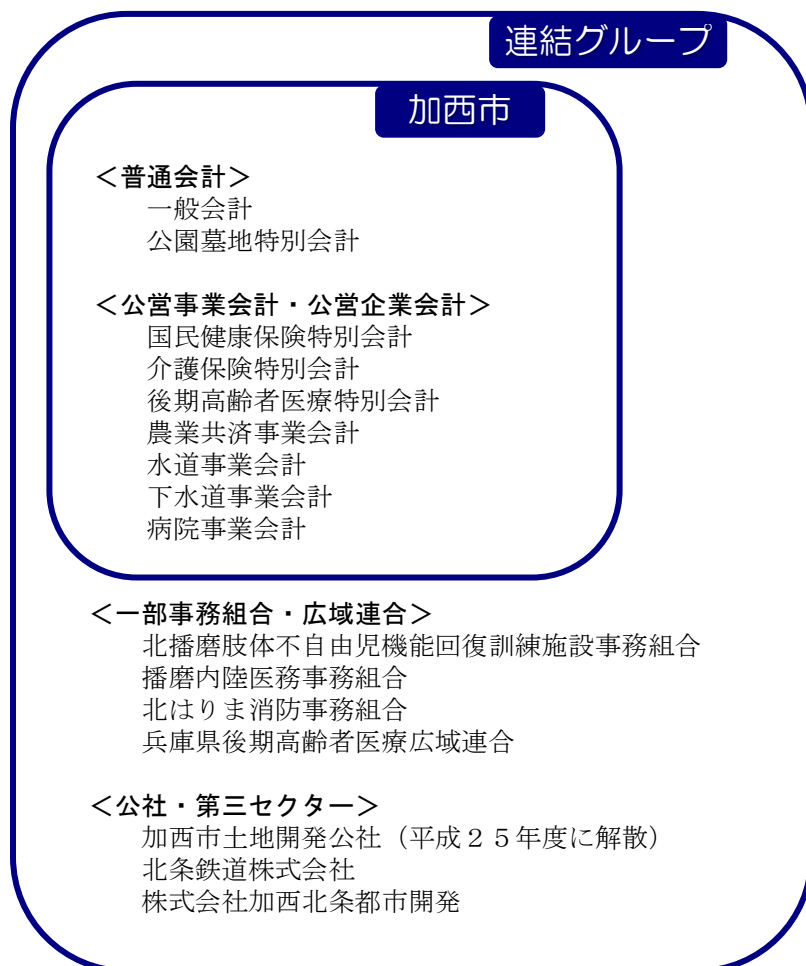 連結グループ
加西市
＜普通会計＞
一般会計
公園墓地特別会計
＜公営事業会計・公営企業会計＞
国民健康保険特別会計
介護保険特別会計
後期高齢者医療特別会計
農業共済事業会計
水道事業会計
下水道事業会計
病院事業会計
＜一部事務組合・広域連合＞
北播磨肢体不自由児機能回復訓練施設事務組合
播磨内陸医務事務組合
北はりま消防事務組合
兵庫県後期高齢者医療広域連合
＜公社・第三セクター＞
加西市土地開発公社（平成２５年度に解散）
北条鉄道株式会社
株式会社加西北条都市開発